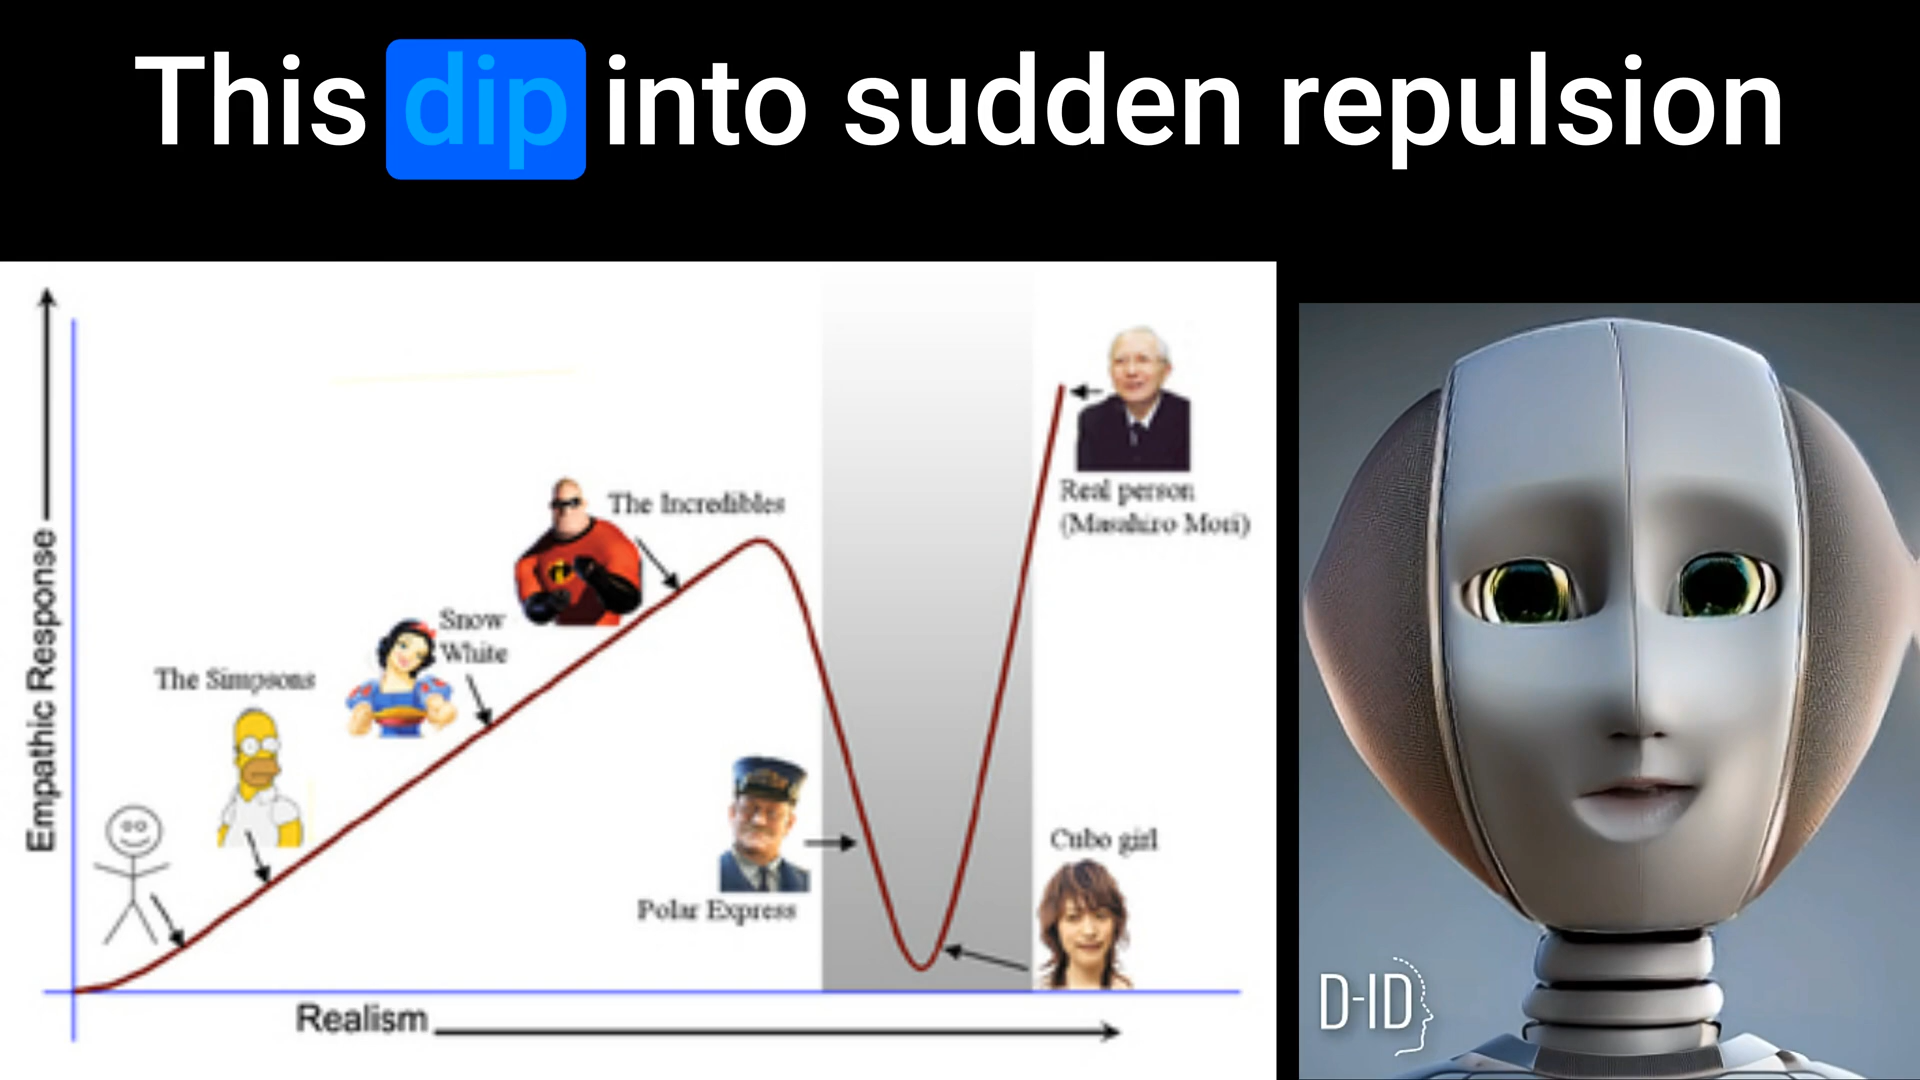 This dip into sudden repulsion
Empathic Response
The Incredibles
Snow
White
The Simpsons
Real person
(Masahiro Mori)
Polar Express
Cubo girl
Realism
D-ID